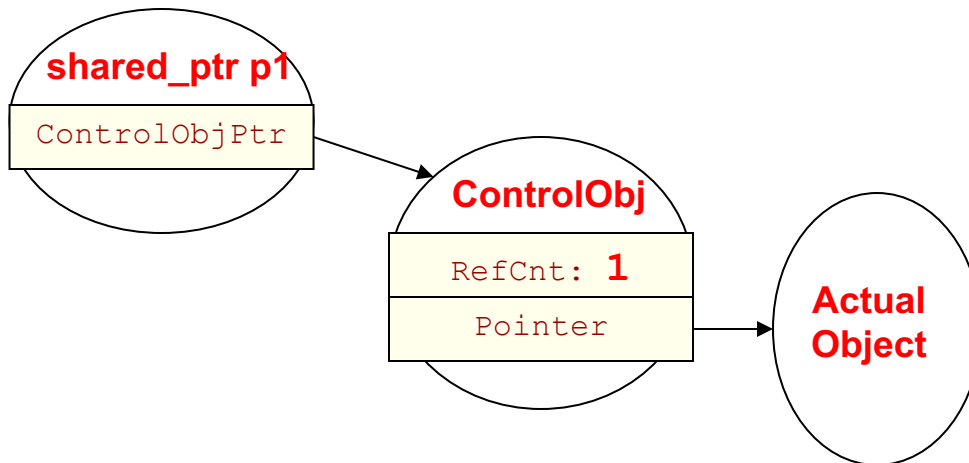 shared_ptr p1
ControlObjPtr
ControlObj
RefCnt: 1
Pointer
Actual
Object